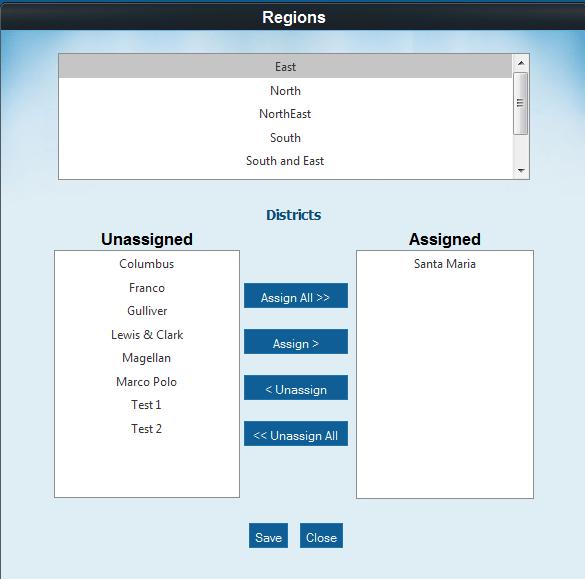 Regions
East
North
NorthEast
South
South and East
Districts
Unassigned
Assigned
Columbus
Franco
Gulliver
Lewis & Clark
Magellan
Marco Polo
Test 1
Test 2
Assign All >>
Assign >
< Unassign
<< Unassign All
Santa Maria
Save
Close